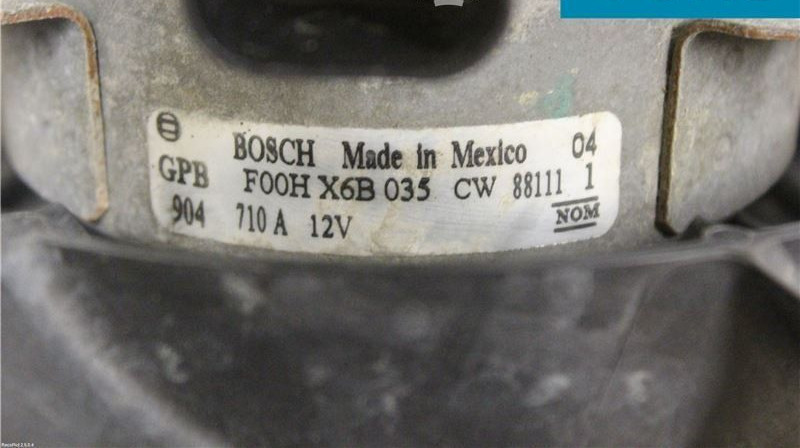 BOSCH Made in Mexico 04
GPB F00H X6B 035 CW 88111 1
904 710 A 12V NOM